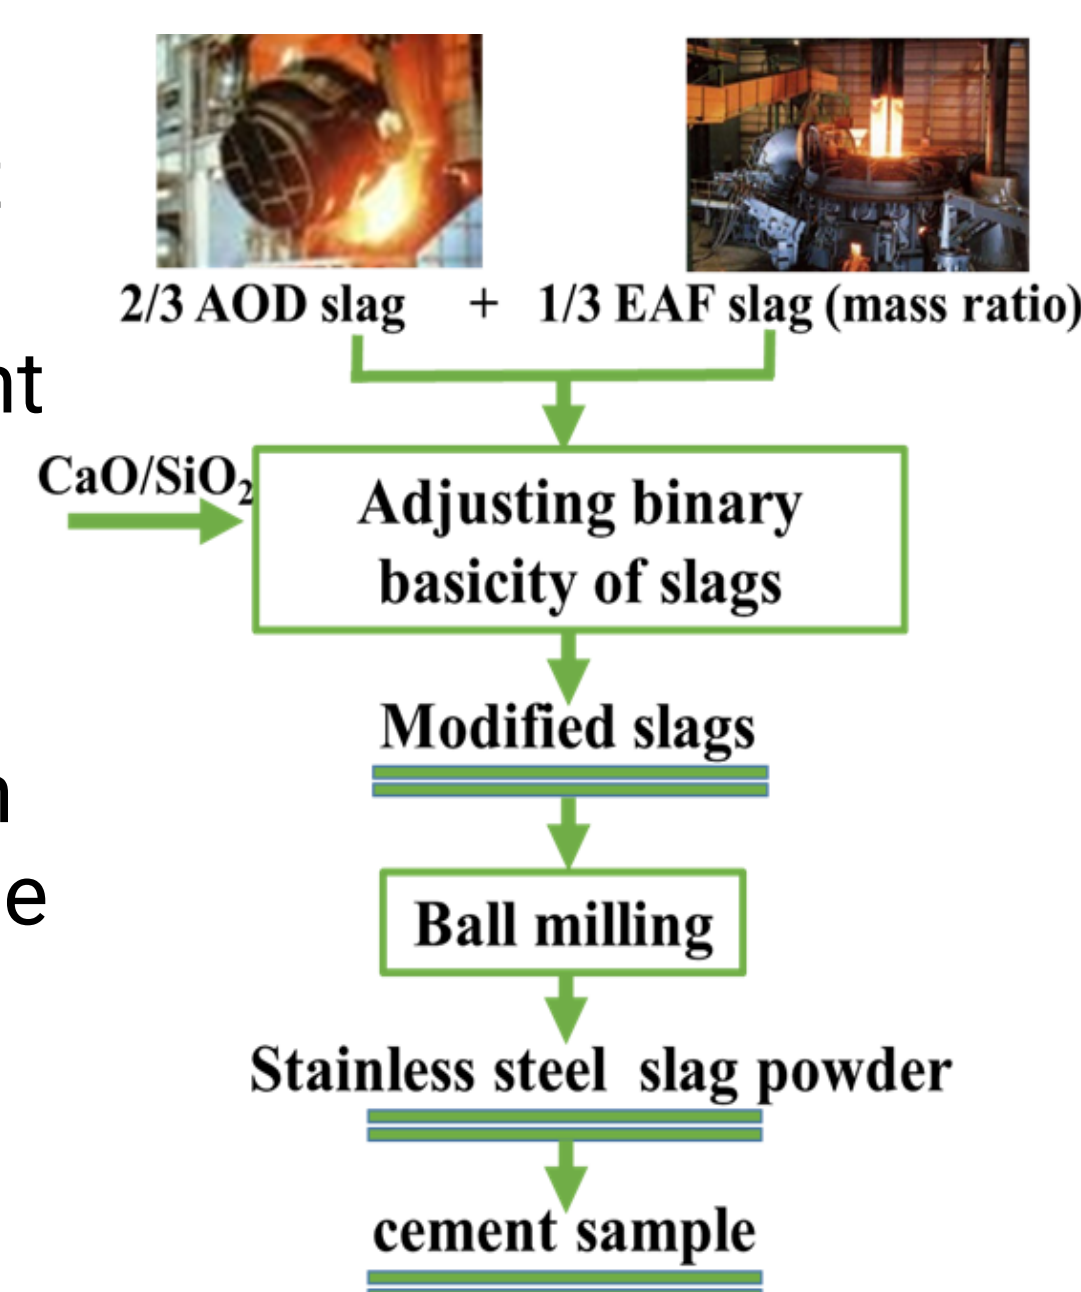 2/3 AOD slag + 1/3 EAF slag (mass ratio)
nt
CaO/SiO₂
Adjusting binary
basicity of slags
Modified slags
n
e
Ball milling
Stainless steel slag powder
cement sample